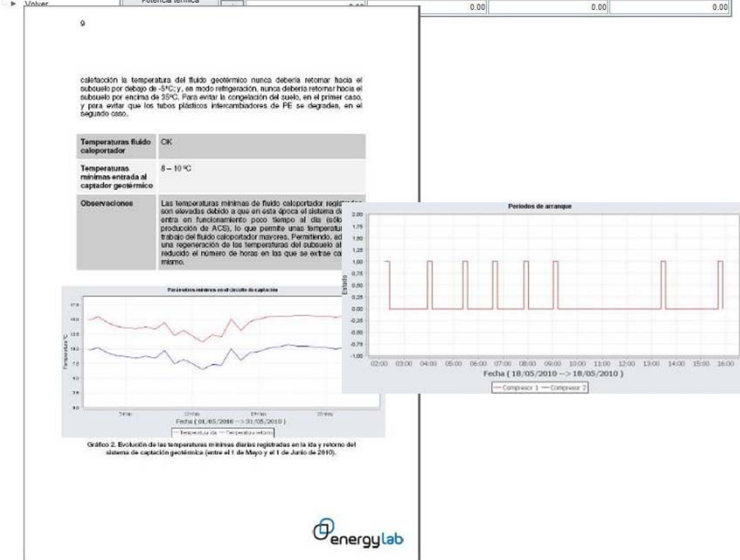 Volver
Potencia térmica
0.00
0.00
0.00
0.00
9
calefacción la temperatura del fluido geotérmico nunca debería retornar hacia el
subsuelo por debajo de -5ºC; y, en modo refrigeración, nunca debería retornar hacia el
subsuelo por encima de 35ºC. Para evitar la congelación del suelo, en el primer caso,
y para evitar que los tubos plásticos intercambiadores de PE se degraden, en el
segundo caso.
Temperaturas fluido
caloportador
OK
Temperaturas
mínimas entrada al
captador geotérmico
8 – 10 ºC
Observaciones
Las temperaturas mínimas de fluido caloportador
son elevadas debido a que en esta época el sistema
entra en funcionamiento poco tiempo al día
producción de ACS), lo que permite unas
trabajo del fluido caloportador mayores. Permitiendo,
una regeneración de las temperaturas del subsuelo al
reducido el número de horas en las que se extrae
mismo.
Parámetros mínimos en el circuito de captación
Temperatura ºC
Fecha ( 01/05/2010 --> 31/05/2010 )
Temperatura ida Temperatura retorno
Gráfico 2. Evolución de las temperaturas mínimas diarias registradas en la ida y retorno del
sistema de captación geotérmica (entre el 1 de Mayo y el 1 de Junio de 2010).
energylab
Periodos de arranque
Estado
2,00
1,75
1,50
1,25
1,00
0,75
0,50
0,25
0,00
-0,25
-0,50
-0,75
-1,00
02:00 03:00 04:00 05:00 06:00 07:00 08:00 09:00 10:00 11:00 12:00 13:00 14:00 15:00 16:00
Fecha ( 18/05/2010 --> 18/05/2010 )
Compresor 1 Compresor 2